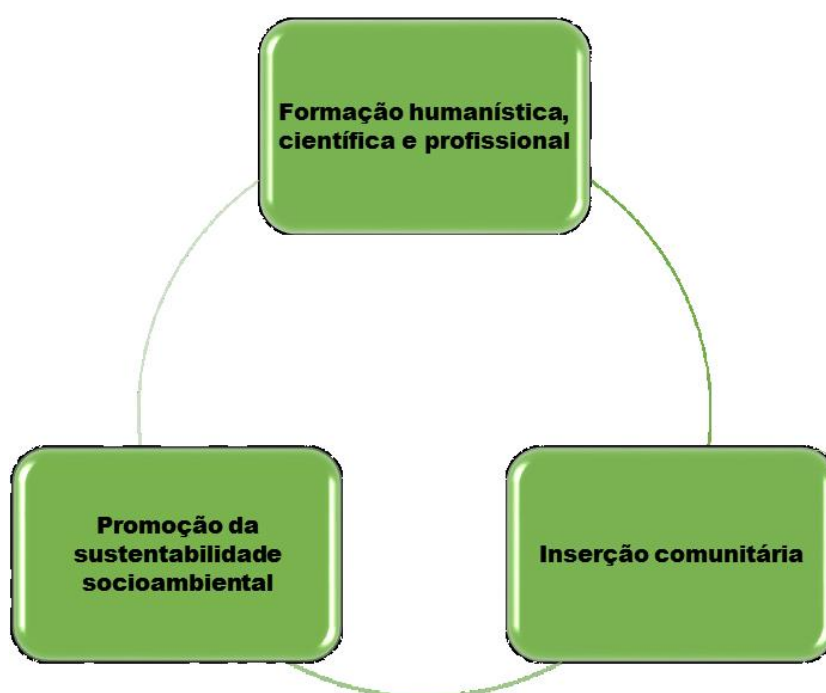 Formação humanística,
científica e profissional
Promoção da
sustentabilidade
socioambiental
Inserção comunitária